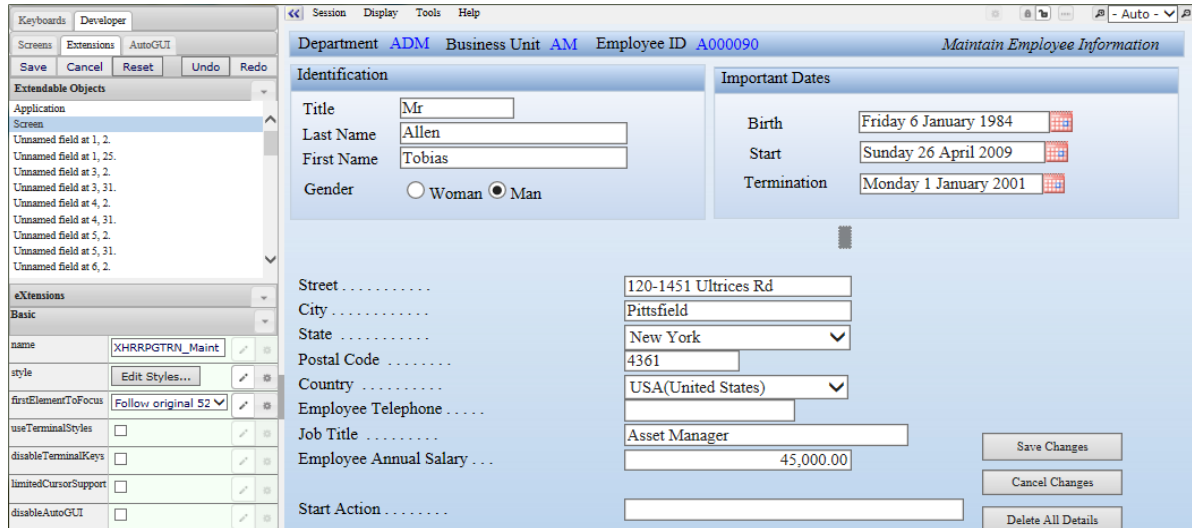 Keyboards Developer
Screens Extensions AutoGUI
Save Cancel Reset Undo Redo
Extendable Objects
Application
Screen
Unnamed field at 1, 2.
Unnamed field at 1, 25.
Unnamed field at 3, 2.
Unnamed field at 3, 31.
Unnamed field at 4, 2.
Unnamed field at 4, 31.
Unnamed field at 5, 2.
Unnamed field at 5, 31.
Unnamed field at 6, 2.
eXtensions
Basic
name XHRRPGTRN_Maint
style Edit Styles...
firstElementToFocus Follow original 52
useTerminalStyles
disableTerminalKeys
limitedCursorSupport
disableAutoGUI
Session Display Tools Help
- Auto -
Department ADM Business Unit AM Employee ID A000090 Maintain Employee Information
Identification
Title Mr
Last Name Allen
First Name Tobias
Gender Woman Man
Important Dates
Birth Friday 6 January 1984
Start Sunday 26 April 2009
Termination Monday 1 January 2001
Street . . . . . . . . . . . 120-1451 Ultrices Rd
City . . . . . . . . . . . . Pittsfield
State . . . . . . . . . . . New York
Postal Code . . . . . . . . 4361
Country . . . . . . . . . . USA(United States)
Employee Telephone . . . . .
Job Title . . . . . . . . . Asset Manager
Employee Annual Salary . . . 45,000.00
Start Action . . . . . . . .
Save Changes
Cancel Changes
Delete All Details